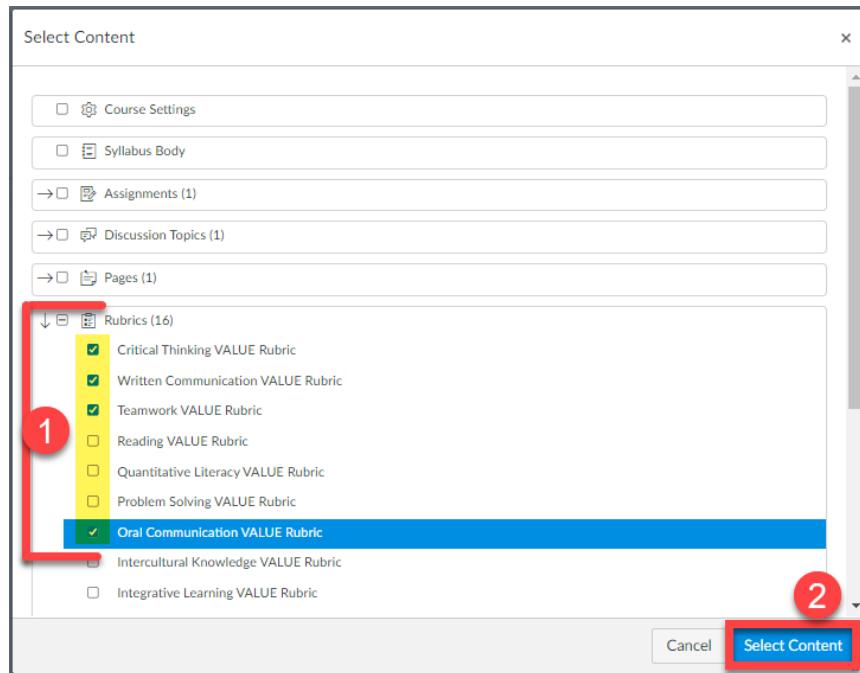 Select Content
Course Settings
Syllabus Body
Assignments (1)
Discussion Topics (1)
Pages (1)
Rubrics (16)
Critical Thinking VALUE Rubric
Written Communication VALUE Rubric
Teamwork VALUE Rubric
1
Reading VALUE Rubric
Quantitative Literacy VALUE Rubric
Problem Solving VALUE Rubric
Oral Communication VALUE Rubric
Intercultural Knowledge VALUE Rubric
Integrative Learning VALUE Rubric
2
Cancel Select Content